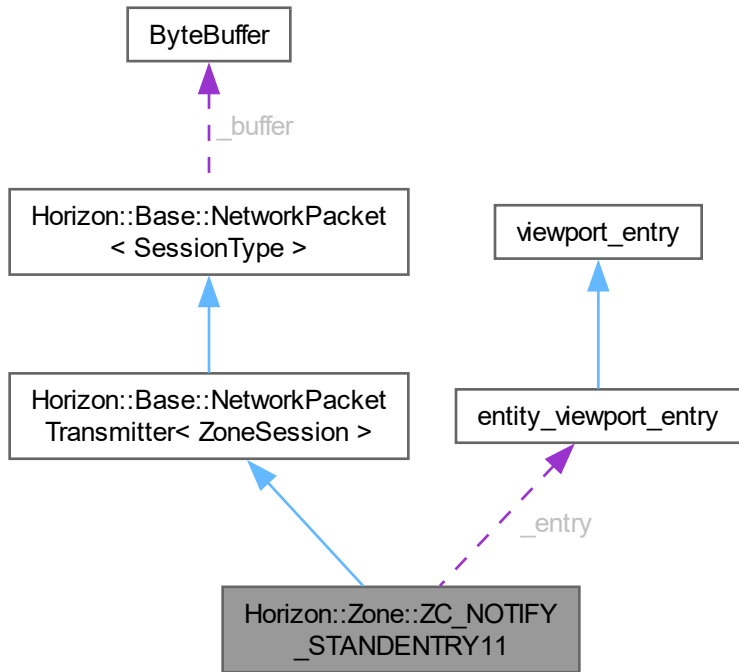 ByteBuffer
_buffer
Horizon::Base::NetworkPacket
< SessionType >
viewport_entry
Horizon::Base::NetworkPacket
Transmitter< ZoneSession >
entity_viewport_entry
_entry
Horizon::Zone::ZC_NOTIFY
_STANDENTRY11